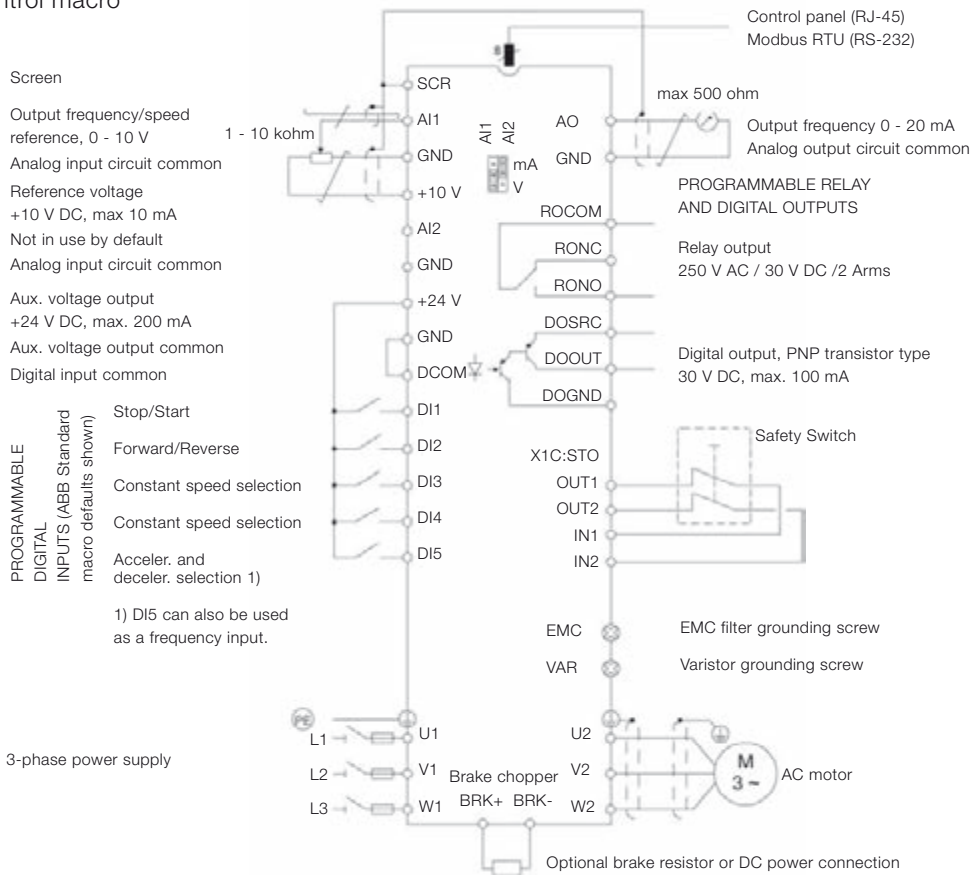 ntrol macro
Control panel (RJ-45)
Modbus RTU (RS-232)
Screen
Output frequency/speed
reference, 0 - 10 V
1 - 10 kohm
Analog input circuit common
Reference voltage
+10 V DC, max 10 mA
Not in use by default
Analog input circuit common
Aux. voltage output
+24 V DC, max. 200 mA
Aux. voltage output common
Digital input common
PROGRAMMABLE
DIGITAL
INPUTS (ABB Standard
macro defaults shown)
Stop/Start
Forward/Reverse
Constant speed selection
Constant speed selection
Acceler. and
deceler. selection 1)
1) DI5 can also be used
as a frequency input.
SCR
AI1
GND
+10 V
AI2
GND
+24 V
GND
DCOM
DI1
DI2
DI3
DI4
DI5
AI1
AI2
mA
V
AO
GND
ROCOM
RONC
RONO
DOSRC
DOOUT
DOGND
X1C:STO
OUT1
OUT2
IN1
IN2
EMC
VAR
max 500 ohm
Output frequency 0 - 20 mA
Analog output circuit common
PROGRAMMABLE RELAY
AND DIGITAL OUTPUTS
Relay output
250 V AC / 30 V DC /2 Arms
Digital output, PNP transistor type
30 V DC, max. 100 mA
Safety Switch
EMC filter grounding screw
Varistor grounding screw
PE
3-phase power supply
L1
L2
L3
U1
V1
W1
Brake chopper
BRK+ BRK-
U2
V2
W2
M
3 ~
AC motor
Optional brake resistor or DC power connection